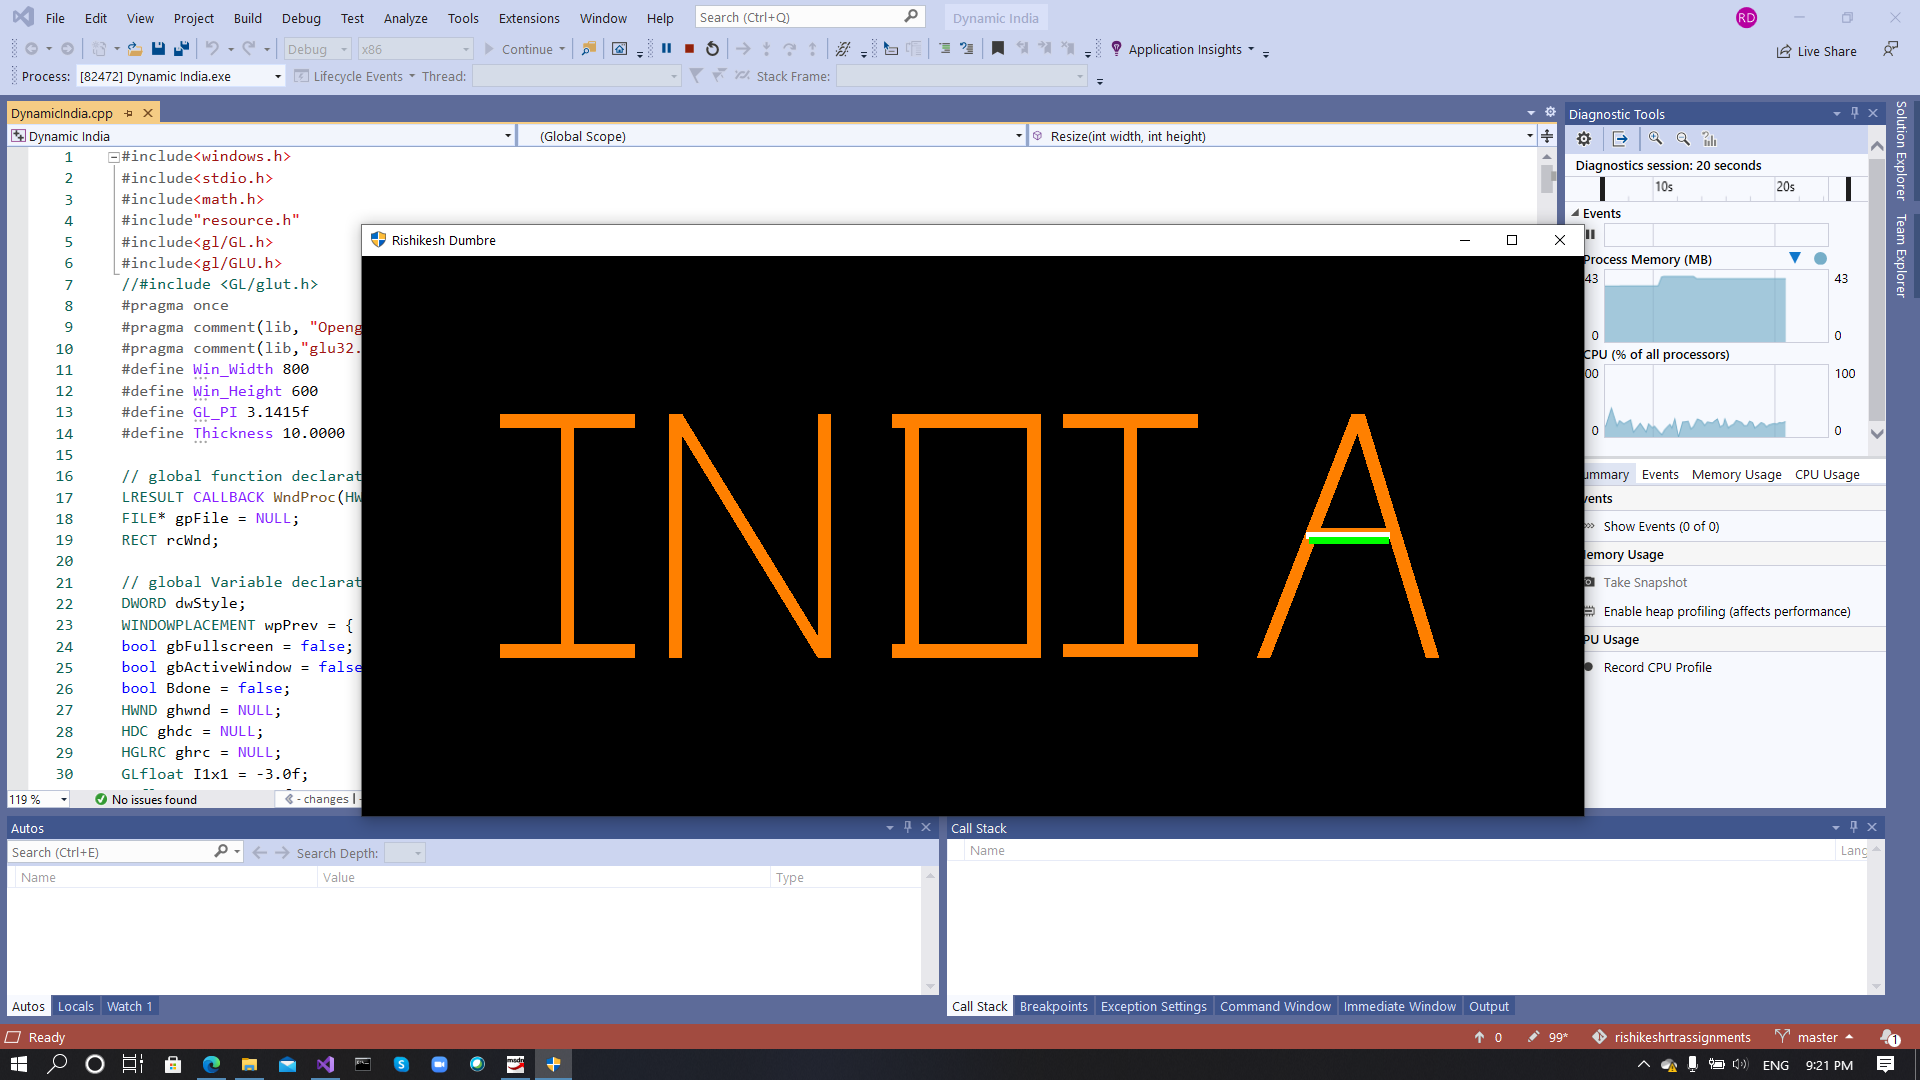 File Edit View Project Build Debug Test Analyze Tools Extensions Window Help Search (Ctrl+Q) Dynamic India RD
Debug x86 Continue Application Insights Live Share
Process: [82472] Dynamic India.exe Lifecycle Events Thread: Stack Frame:
DynamicIndia.cpp
Dynamic India (Global Scope) Resize(int width, int height)
1 #include<windows.h>
2 #include<stdio.h>
3 #include<math.h>
4 #include"resource.h"
5 #include<gl/GL.h>
6 #include<gl/GLU.h>
7 //#include <GL/glut.h>
8 #pragma once
9 #pragma comment(lib, "Openg
10 #pragma comment(lib,"glu32.
11 #define Win_Width 800
12 #define Win_Height 600
13 #define GL_PI 3.1415f
14 #define Thickness 10.0000
15
16 // global function declarat
17 LRESULT CALLBACK WndProc(HW
18 FILE* gpFile = NULL;
19 RECT rcWnd;
20
21 // global Variable declarat
22 DWORD dwStyle;
23 WINDOWPLACEMENT wpPrev = {
24 bool gbFullscreen = false;
25 bool gbActiveWindow = false
26 bool Bdone = false;
27 HWND ghwnd = NULL;
28 HDC ghdc = NULL;
29 HGLRC ghrc = NULL;
30 GLfloat I1x1 = -3.0f;
119 % No issues found - changes |
Rishikesh Dumbre
INDIA
Diagnostic Tools
Diagnostics session: 20 seconds
10s 20s
Events
Process Memory (MB)
43 43
0 0
CPU (% of all processors)
00 100
0 0
ummary Events Memory Usage CPU Usage
vents
Show Events (0 of 0)
emory Usage
Take Snapshot
Enable heap profiling (affects performance)
PU Usage
Record CPU Profile
Solution Explorer
Team Explorer
Autos
Search (Ctrl+E) Search Depth:
Name Value Type
Autos Locals Watch 1
Call Stack
Name Lang
Call Stack Breakpoints Exception Settings Command Window Immediate Window Output
Ready 0 99* rishikeshrtrassignments master 1
msdn ENG 9:21 PM